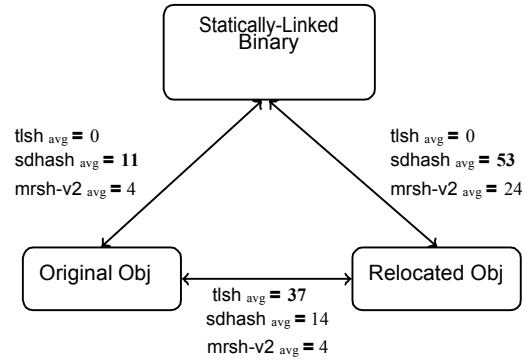 Statically-Linked
Binary
tlsh avg = 0
sdhash avg = 11
mrsh-v2 avg = 4
tlsh avg = 0
sdhash avg = 53
mrsh-v2 avg = 24
Original Obj
Relocated Obj
tlsh avg = 37
sdhash avg = 14
mrsh-v2 avg = 4